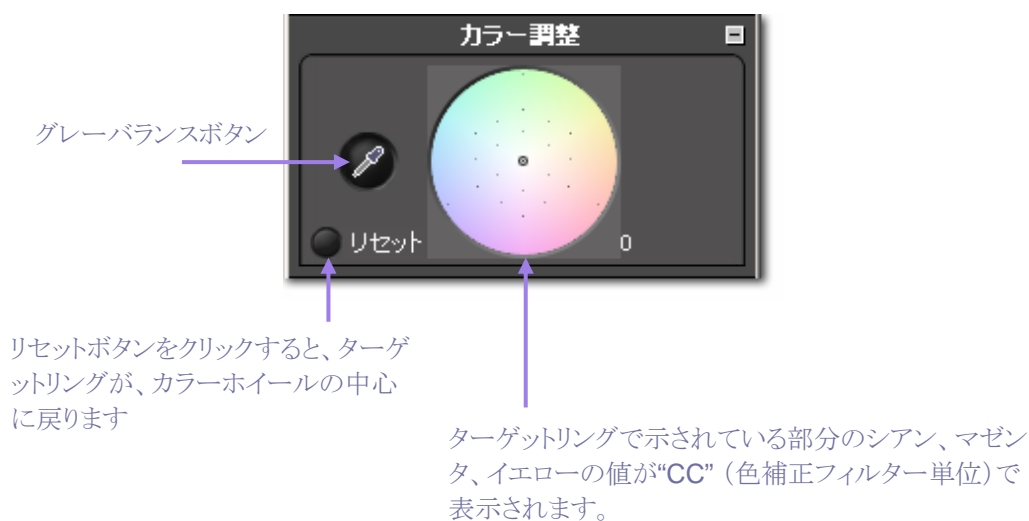 カラー調整
グレーバランスボタン
リセット
0
リセットボタンをクリックすると、ターゲ
ットリングが、カラーホイールの中心
に戻ります
ターゲットリングで示されている部分のシアン、マゼン
タ、イエローの値が“CC”（色補正フィルター単位）で
表示されます。